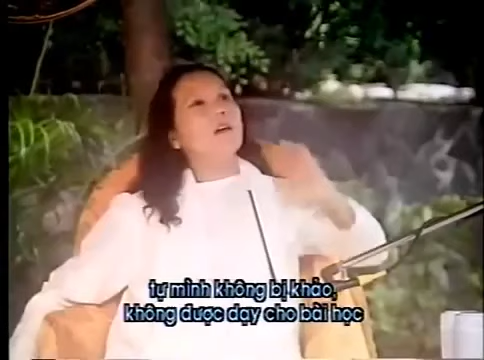 tự mình không bị khảo,
không được dạy cho bài học